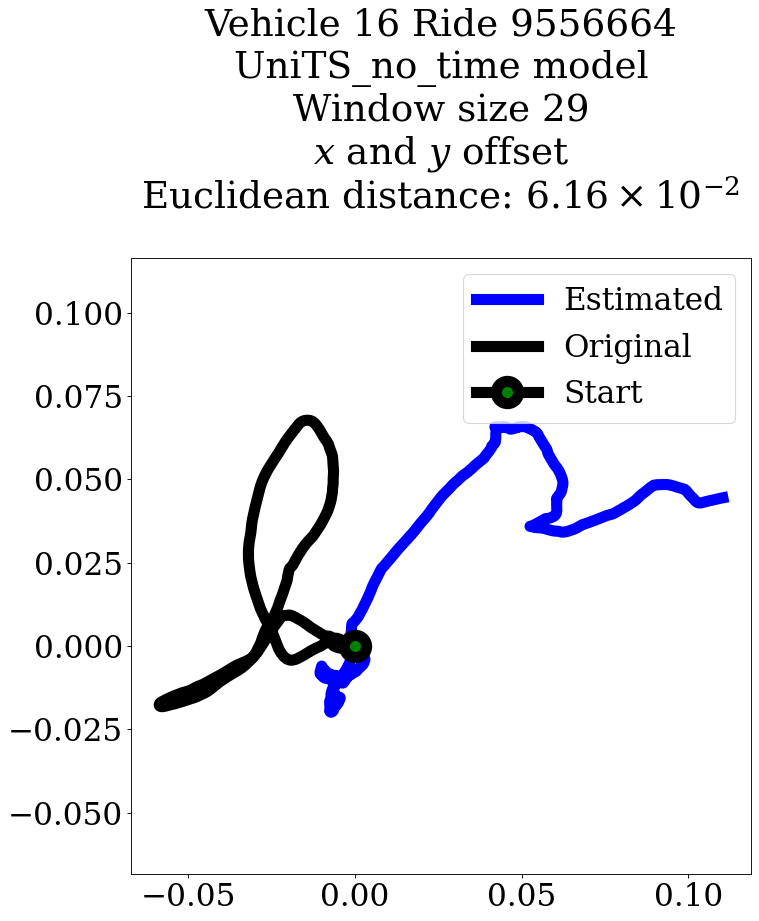 Vehicle 16 Ride 9556664
UniTS_no_time model
Window size 29
x and y offset
Euclidean distance: 6.16 × 10⁻²
Estimated
Original
Start
0.100
0.075
0.050
0.025
0.000
−0.025
−0.050
−0.05 0.00 0.05 0.10